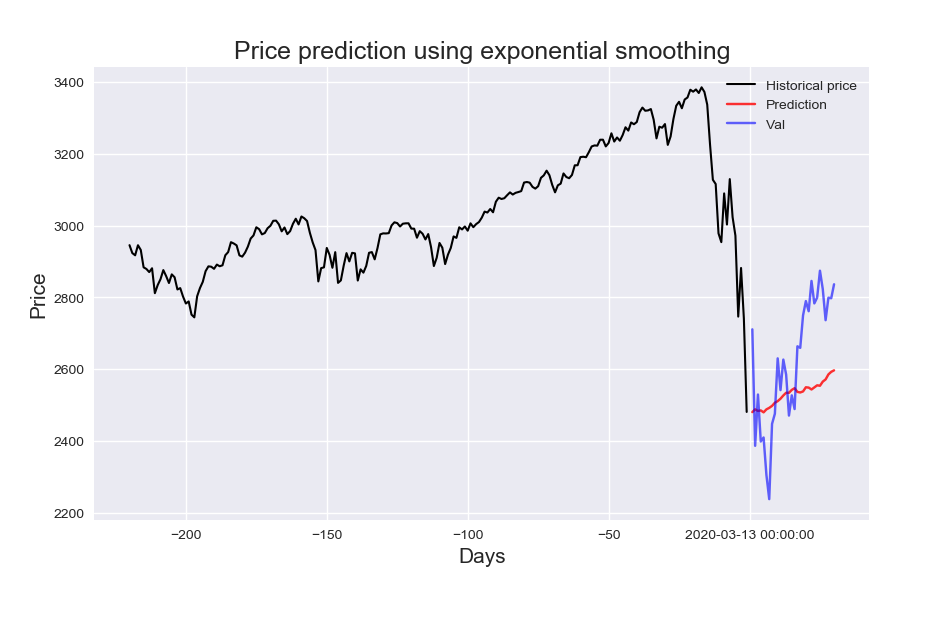 Price prediction using exponential smoothing
3400
3200
3000
2800
2600
2400
2200
Price
Historical price
Prediction
Val
−200
−150
−100
−50
2020-03-13 00:00:00
Days